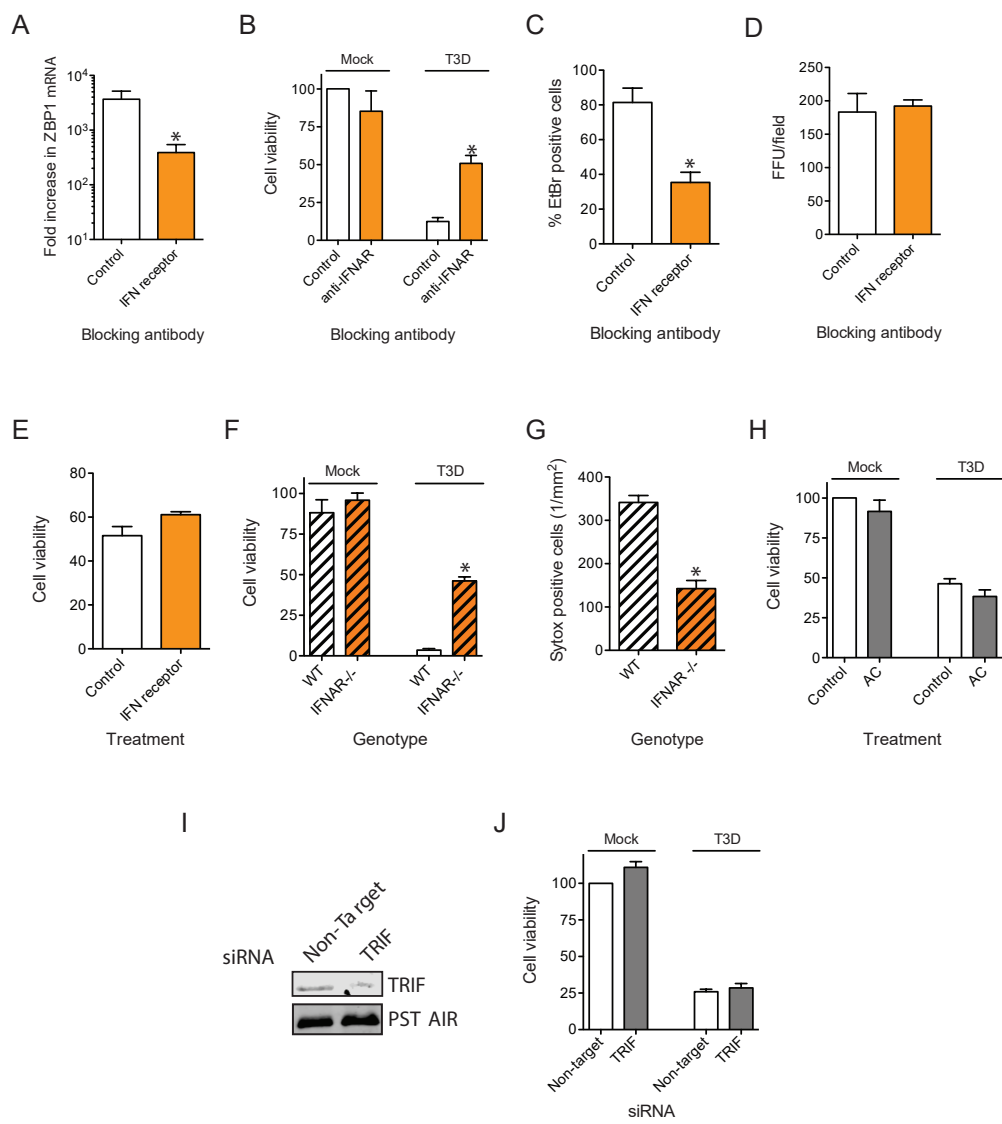 A
Fold increase in ZBP1 mRNA
10⁴
10³
10²
10¹
*
Control
IFN receptor
Blocking antibody
B
Mock
T3D
Cell viability
100
75
50
25
0
*
Control
anti-IFNAR
Control
anti-IFNAR
Blocking antibody
C
% EtBr positive cells
100
80
60
40
20
0
*
Control
IFN receptor
Blocking antibody
D
FFU/field
250
200
150
100
50
0
Control
IFN receptor
Blocking antibody
E
Cell viability
80
60
40
20
0
Control
IFN receptor
Treatment
F
Mock
T3D
Cell viability
100
75
50
25
0
*
WT
IFNAR-/-
WT
IFNAR-/-
Genotype
G
Sytox positive cells (1/mm²)
400
300
200
100
0
*
WT
IFNAR -/-
Genotype
H
Mock
T3D
Cell viability
100
75
50
25
0
Control
AC
Control
AC
Treatment
I
siRNA
Non-Ta rget
TRIF
TRIF
PST AIR
J
Mock
T3D
Cell viability
100
75
50
25
0
Non-target
TRIF
Non-target
TRIF
siRNA